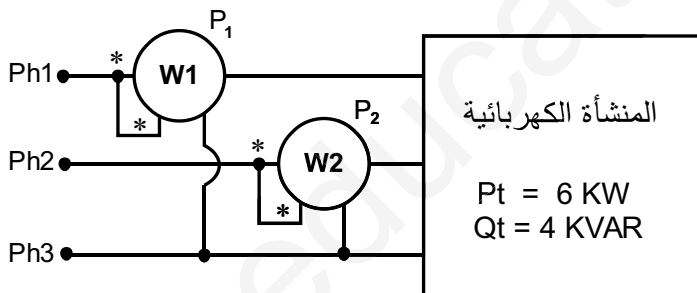 P1
* Ph1 W1
*
P2
* Ph2 W2
*
Ph3
المنشأة الكهربائية
Pt = 6 KW
Qt = 4 KVAR